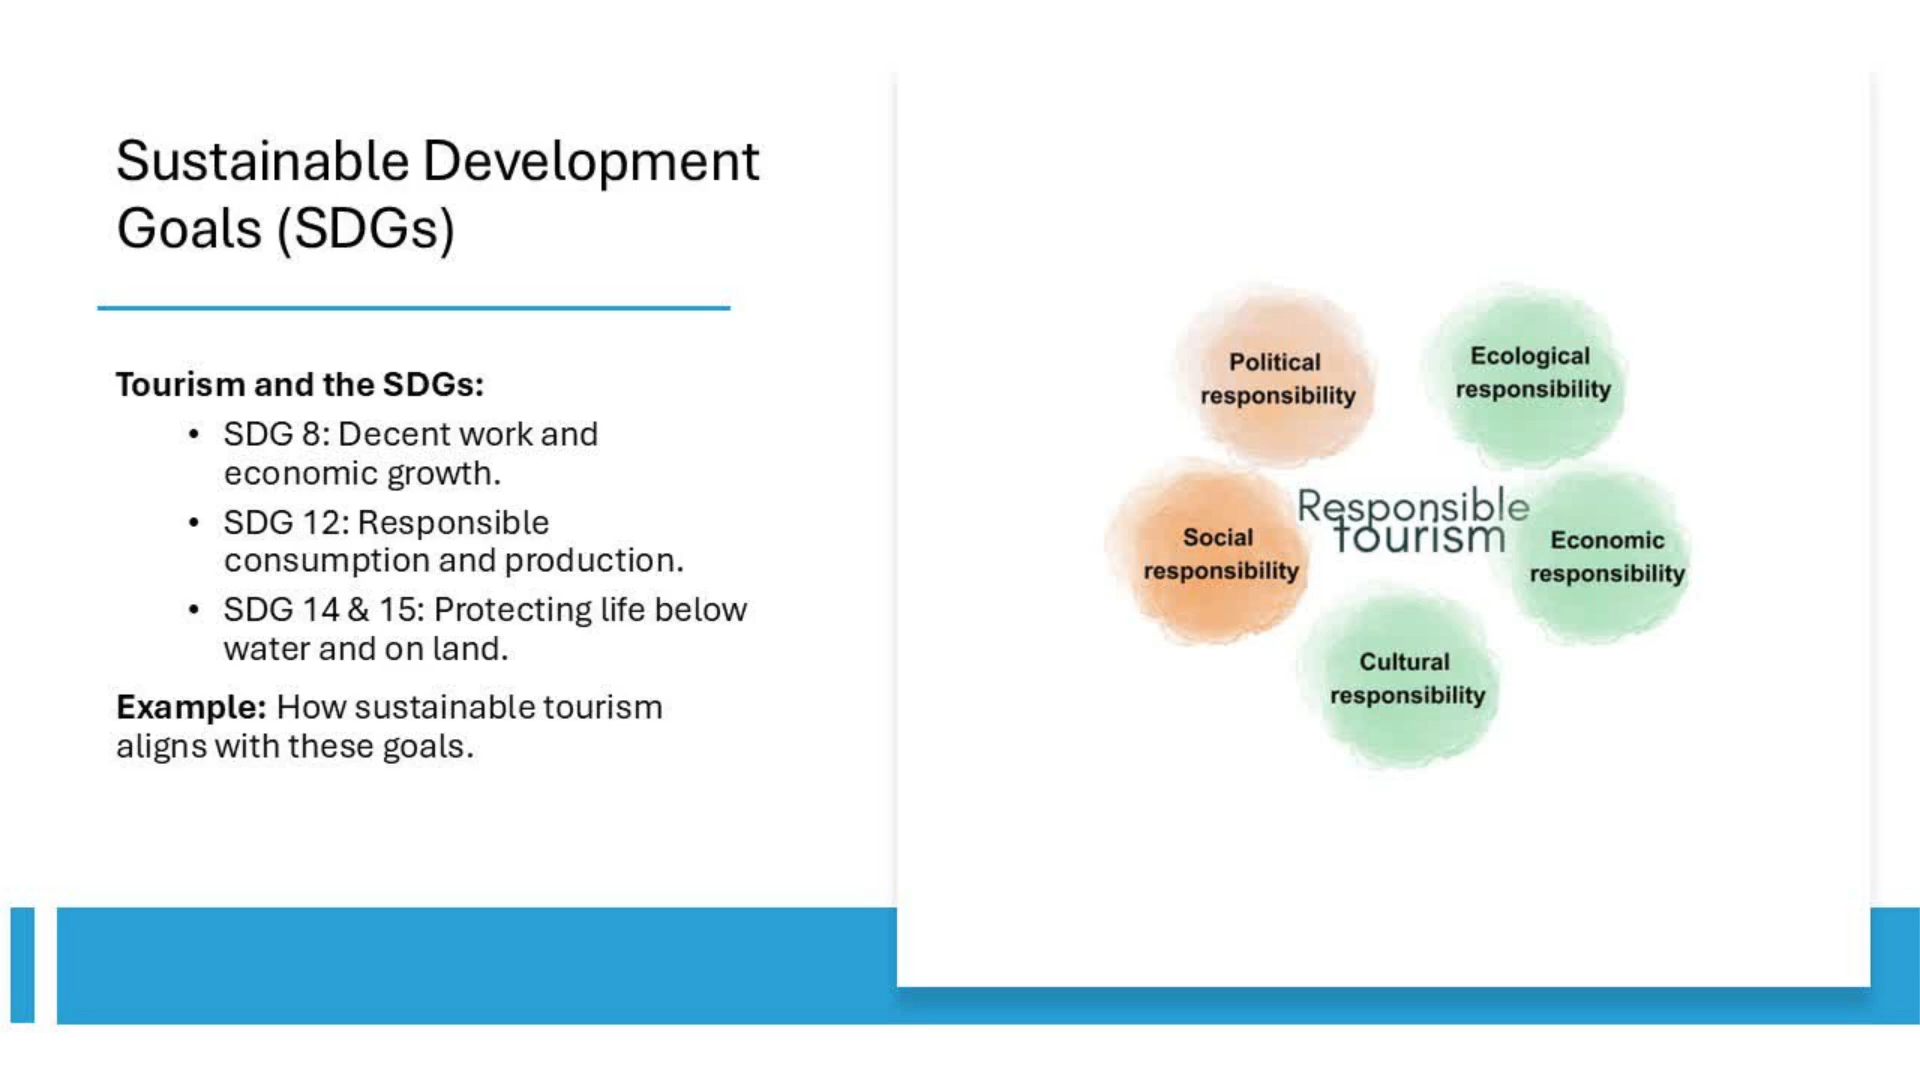 Sustainable Development
Goals (SDGs)
Tourism and the SDGs:
• SDG 8: Decent work and
economic growth.
• SDG 12: Responsible
consumption and production.
• SDG 14 & 15: Protecting life below
water and on land.
Example: How sustainable tourism
aligns with these goals.
Political
responsibility
Ecological
responsibility
Responsible
tourism
Social
responsibility
Economic
responsibility
Cultural
responsibility